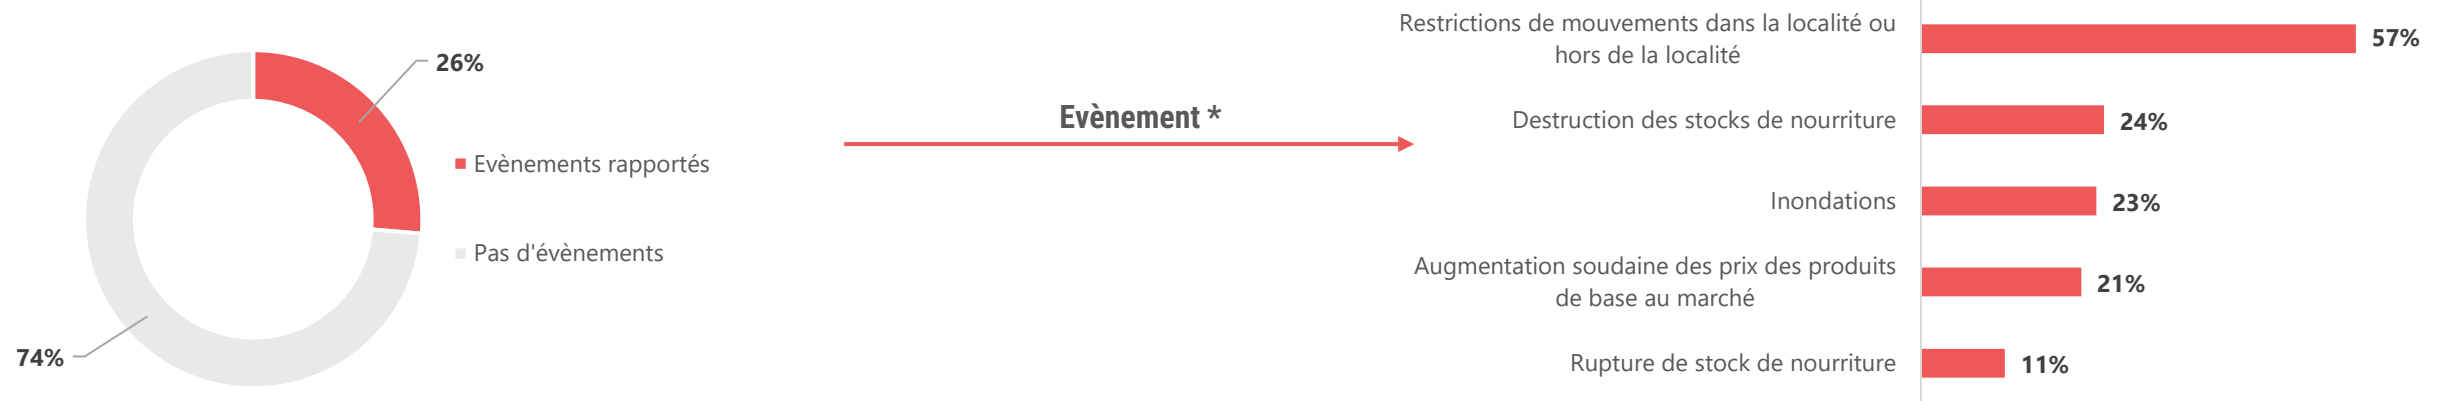 26%
Evènements rapportés
Pas d'évènements
74%
Evènement *
Restrictions de mouvements dans la localité ou
hors de la localité
57%
Destruction des stocks de nourriture
24%
Inondations
23%
Augmentation soudaine des prix des produits
de base au marché
21%
Rupture de stock de nourriture
11%